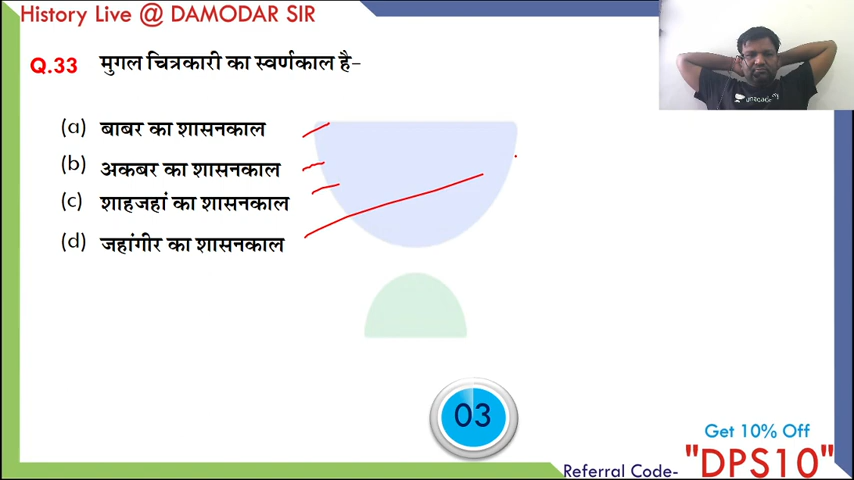 History Live @ DAMODAR SIR
Q.33 मुगल चित्रकारी का स्वर्णकाल है-
(a) बाबर का शासनकाल
(b) अकबर का शासनकाल
(c) शाहजहां का शासनकाल
(d) जहांगीर का शासनकाल
03
Get 10% Off
Referral Code- "DPS10"